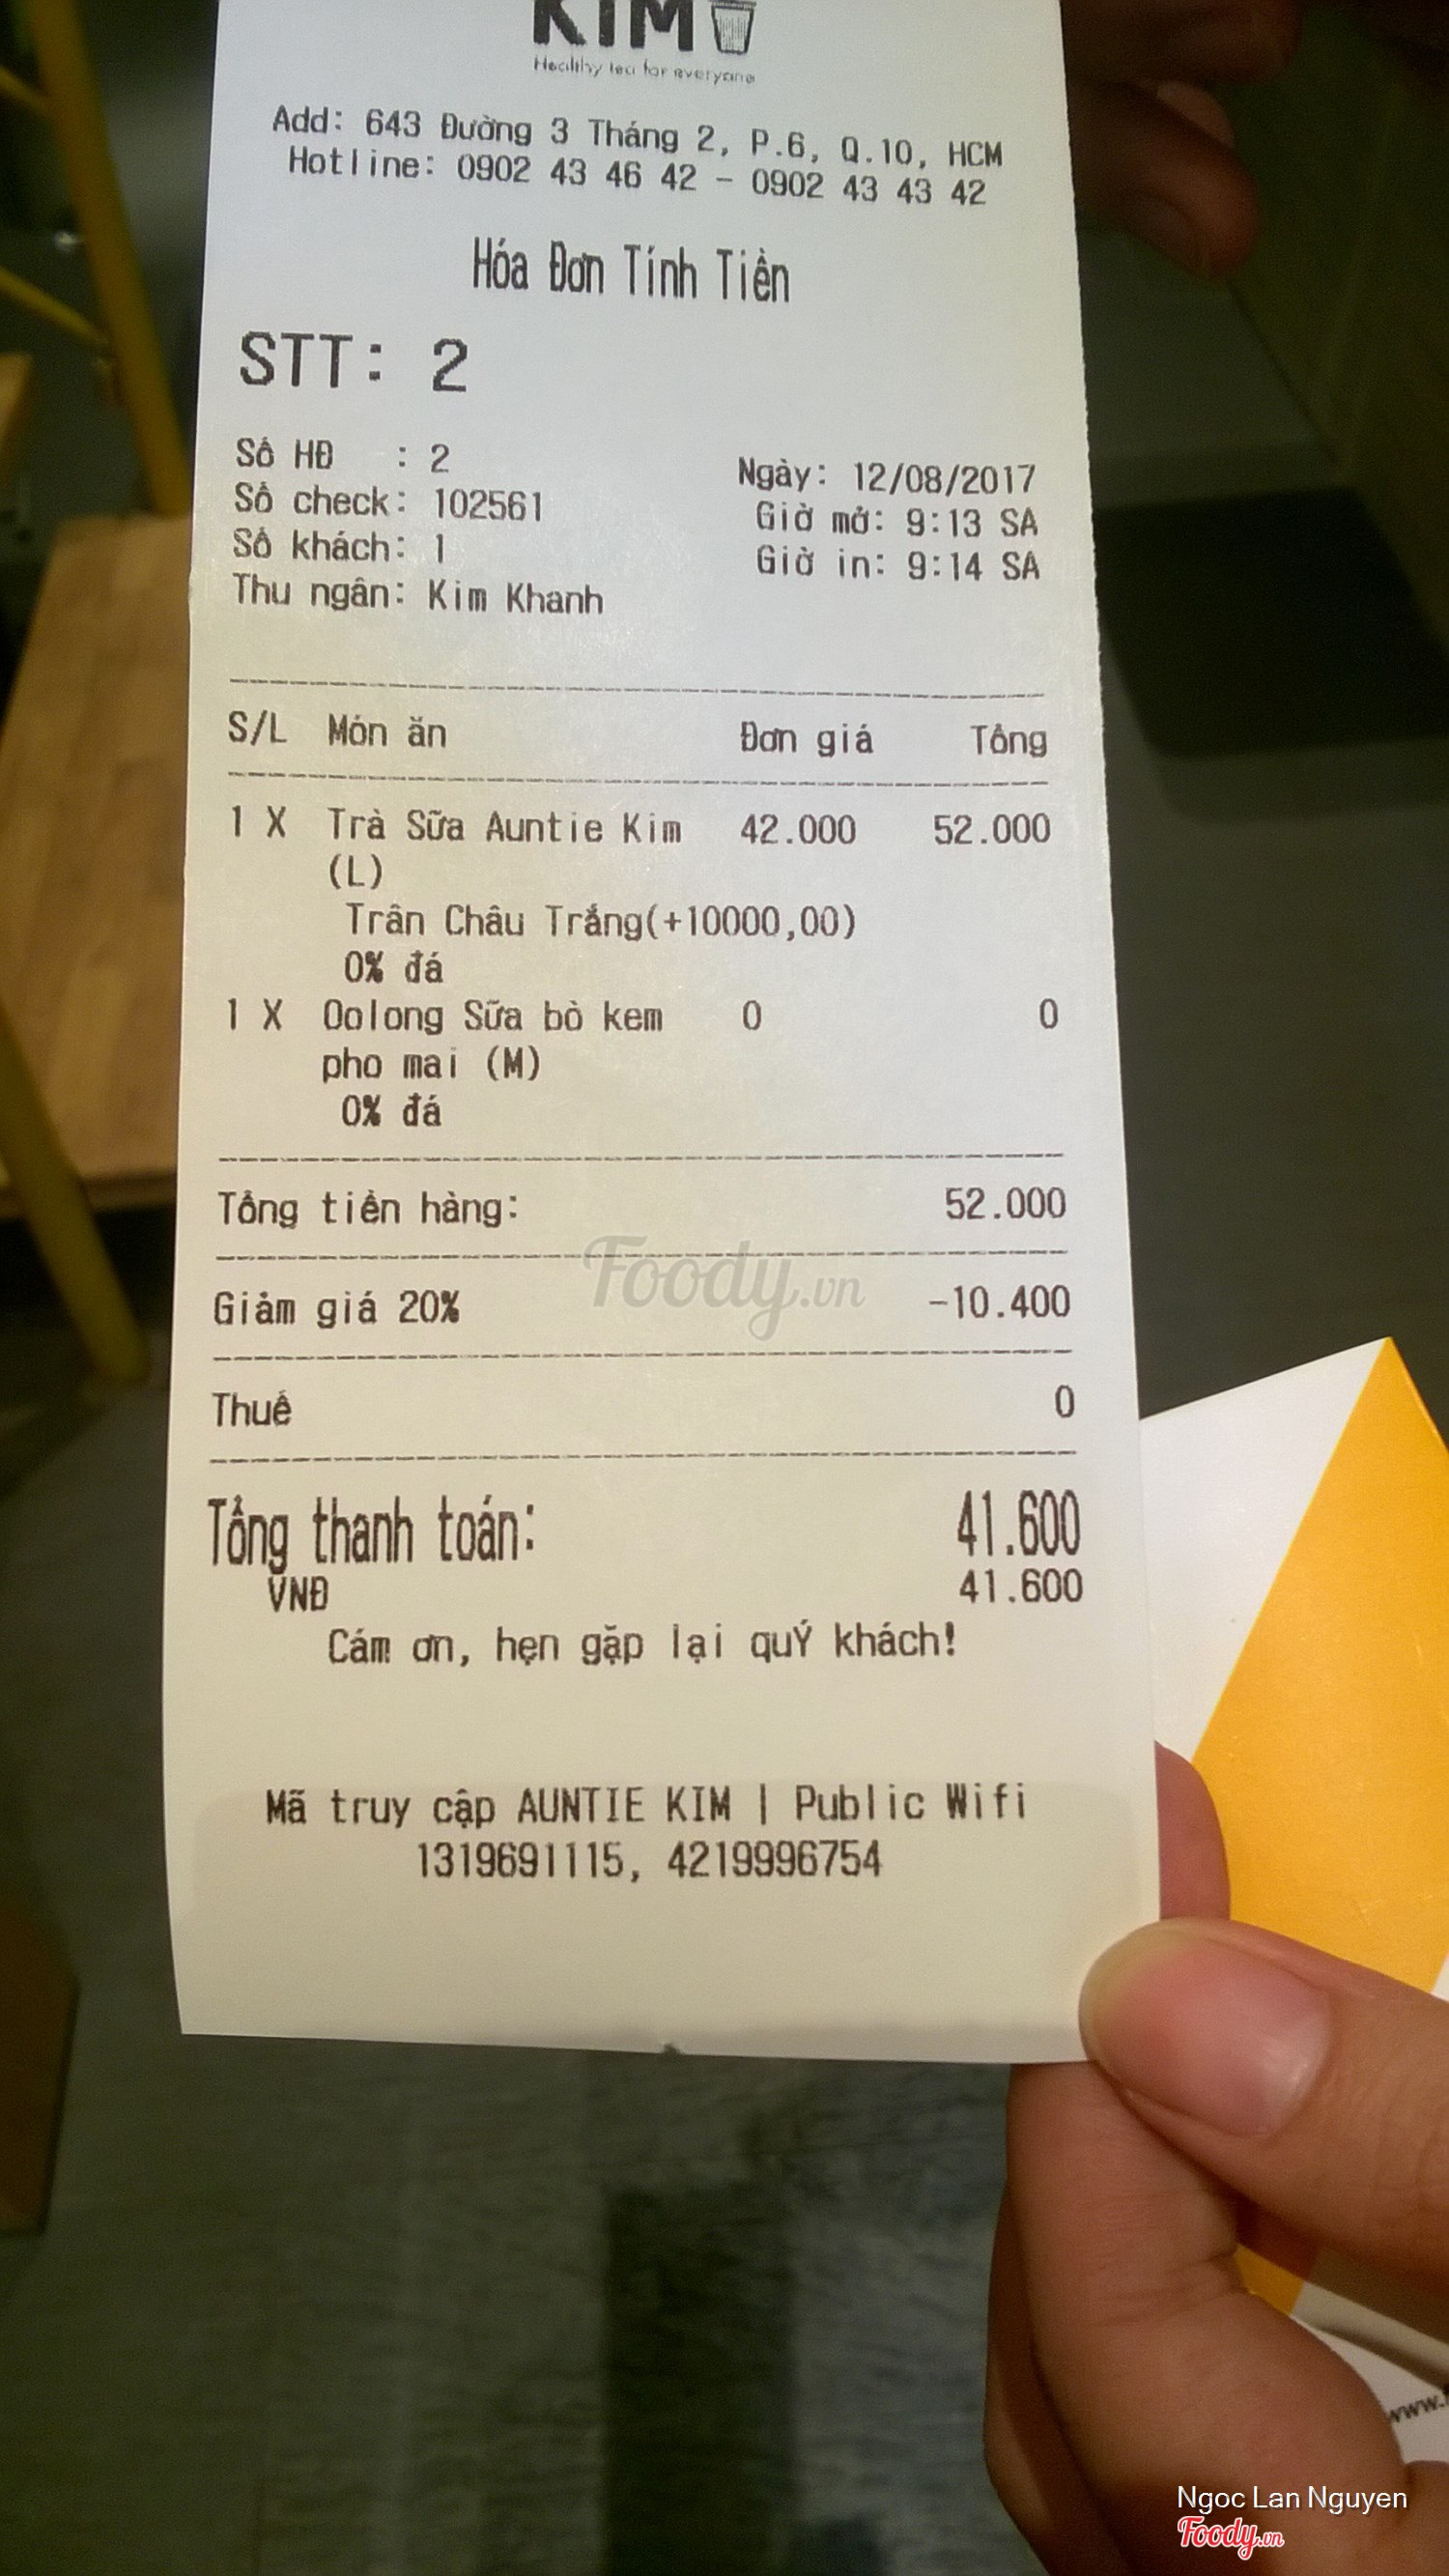 KIM
Healthy tea for everyone
Add: 643 Đường 3 Tháng 2, P.6, Q.10, HCM
Hotline: 0902 43 46 42 - 0902 43 43 42
Hóa Đơn Tính Tiền
STT: 2
Số HĐ : 2
Ngày: 12/08/2017
Số check: 102561
Giờ mở: 9:13 SA
Số khách: 1
Giờ in: 9:14 SA
Thu ngân: Kim Khanh
S/L Món ăn Đơn giá Tổng
1 X Trà Sữa Auntie Kim 42.000 52.000
(L)
Trân Châu Trắng(+10000,00)
0% đá
1 X Oolong Sữa bò kem 0 0
pho mai (M)
0% đá
Tổng tiền hàng: 52.000
Foody.vn
Giảm giá 20% -10.400
Thuế 0
Tổng thanh toán: 41.600
VNĐ 41.600
Cám ơn, hẹn gặp lại quÝ khách!
Mã truy cập AUNTIE KIM | Public Wifi
1319691115, 4219996754
www.
Ngoc Lan Nguyen
Foody.vn